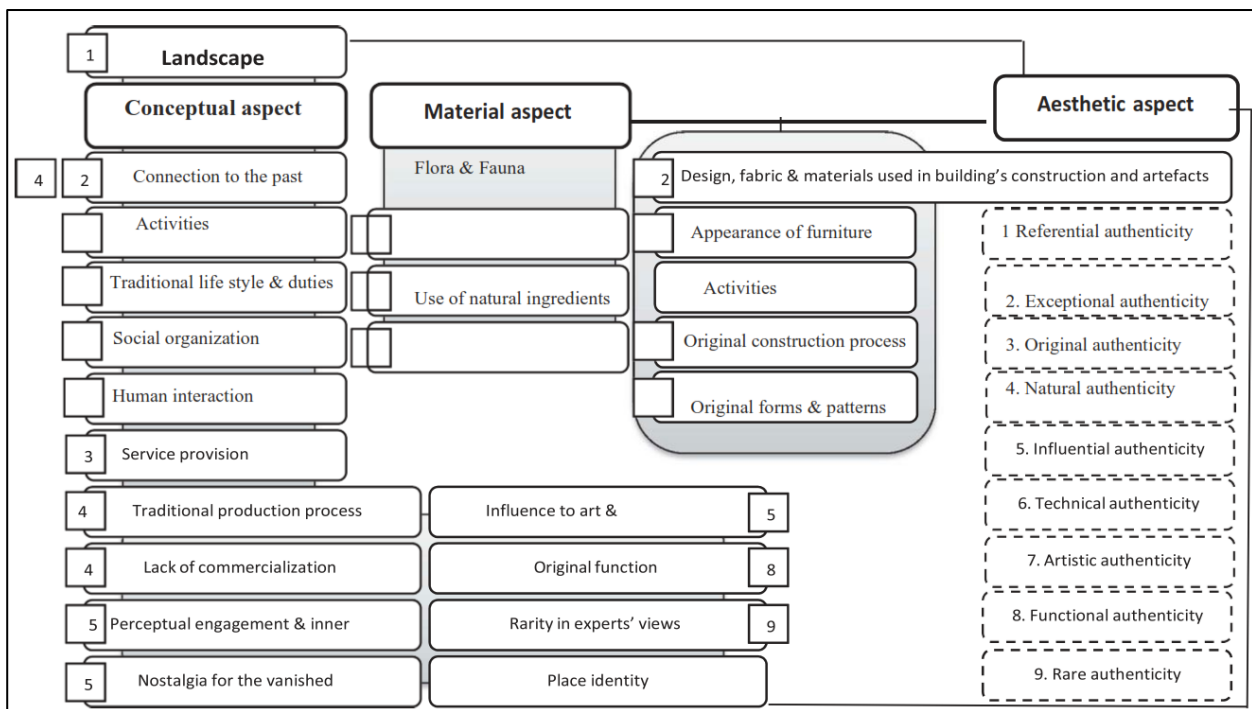 1 Landscape
Conceptual aspect
Material aspect
Aesthetic aspect
4 2 Connection to the past
Flora & Fauna
2 Design, fabric & materials used in building's construction and artefacts
Activities
Appearance of furniture
1 Referential authenticity
Traditional life style & duties
Use of natural ingredients
Activities
2. Exceptional authenticity
Social organization
Original construction process
3. Original authenticity
Human interaction
Original forms & patterns
4. Natural authenticity
3 Service provision
5. Influential authenticity
4 Traditional production process
Influence to art & 5
6. Technical authenticity
4 Lack of commercialization
Original function 8
7. Artistic authenticity
5 Perceptual engagement & inner
Rarity in experts' views 9
8. Functional authenticity
5 Nostalgia for the vanished
Place identity
9. Rare authenticity